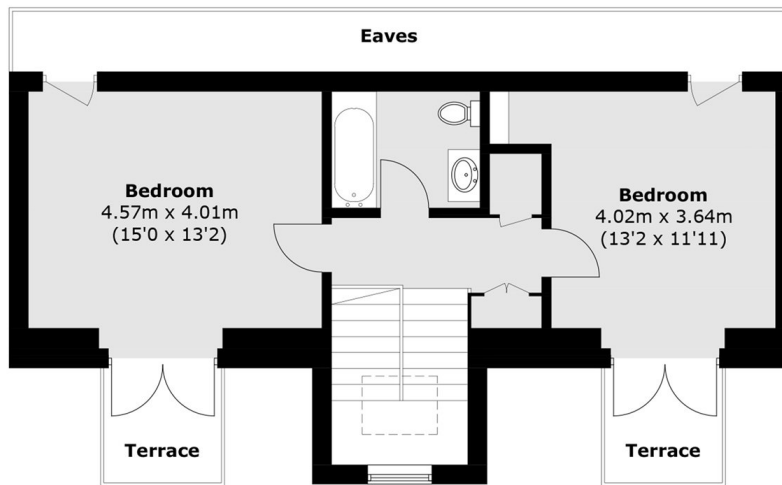 Eaves
Bedroom
4.57m x 4.01m
(15'0 x 13'2)
Bedroom
4.02m x 3.64m
(13'2 x 11'11)
Terrace
Terrace